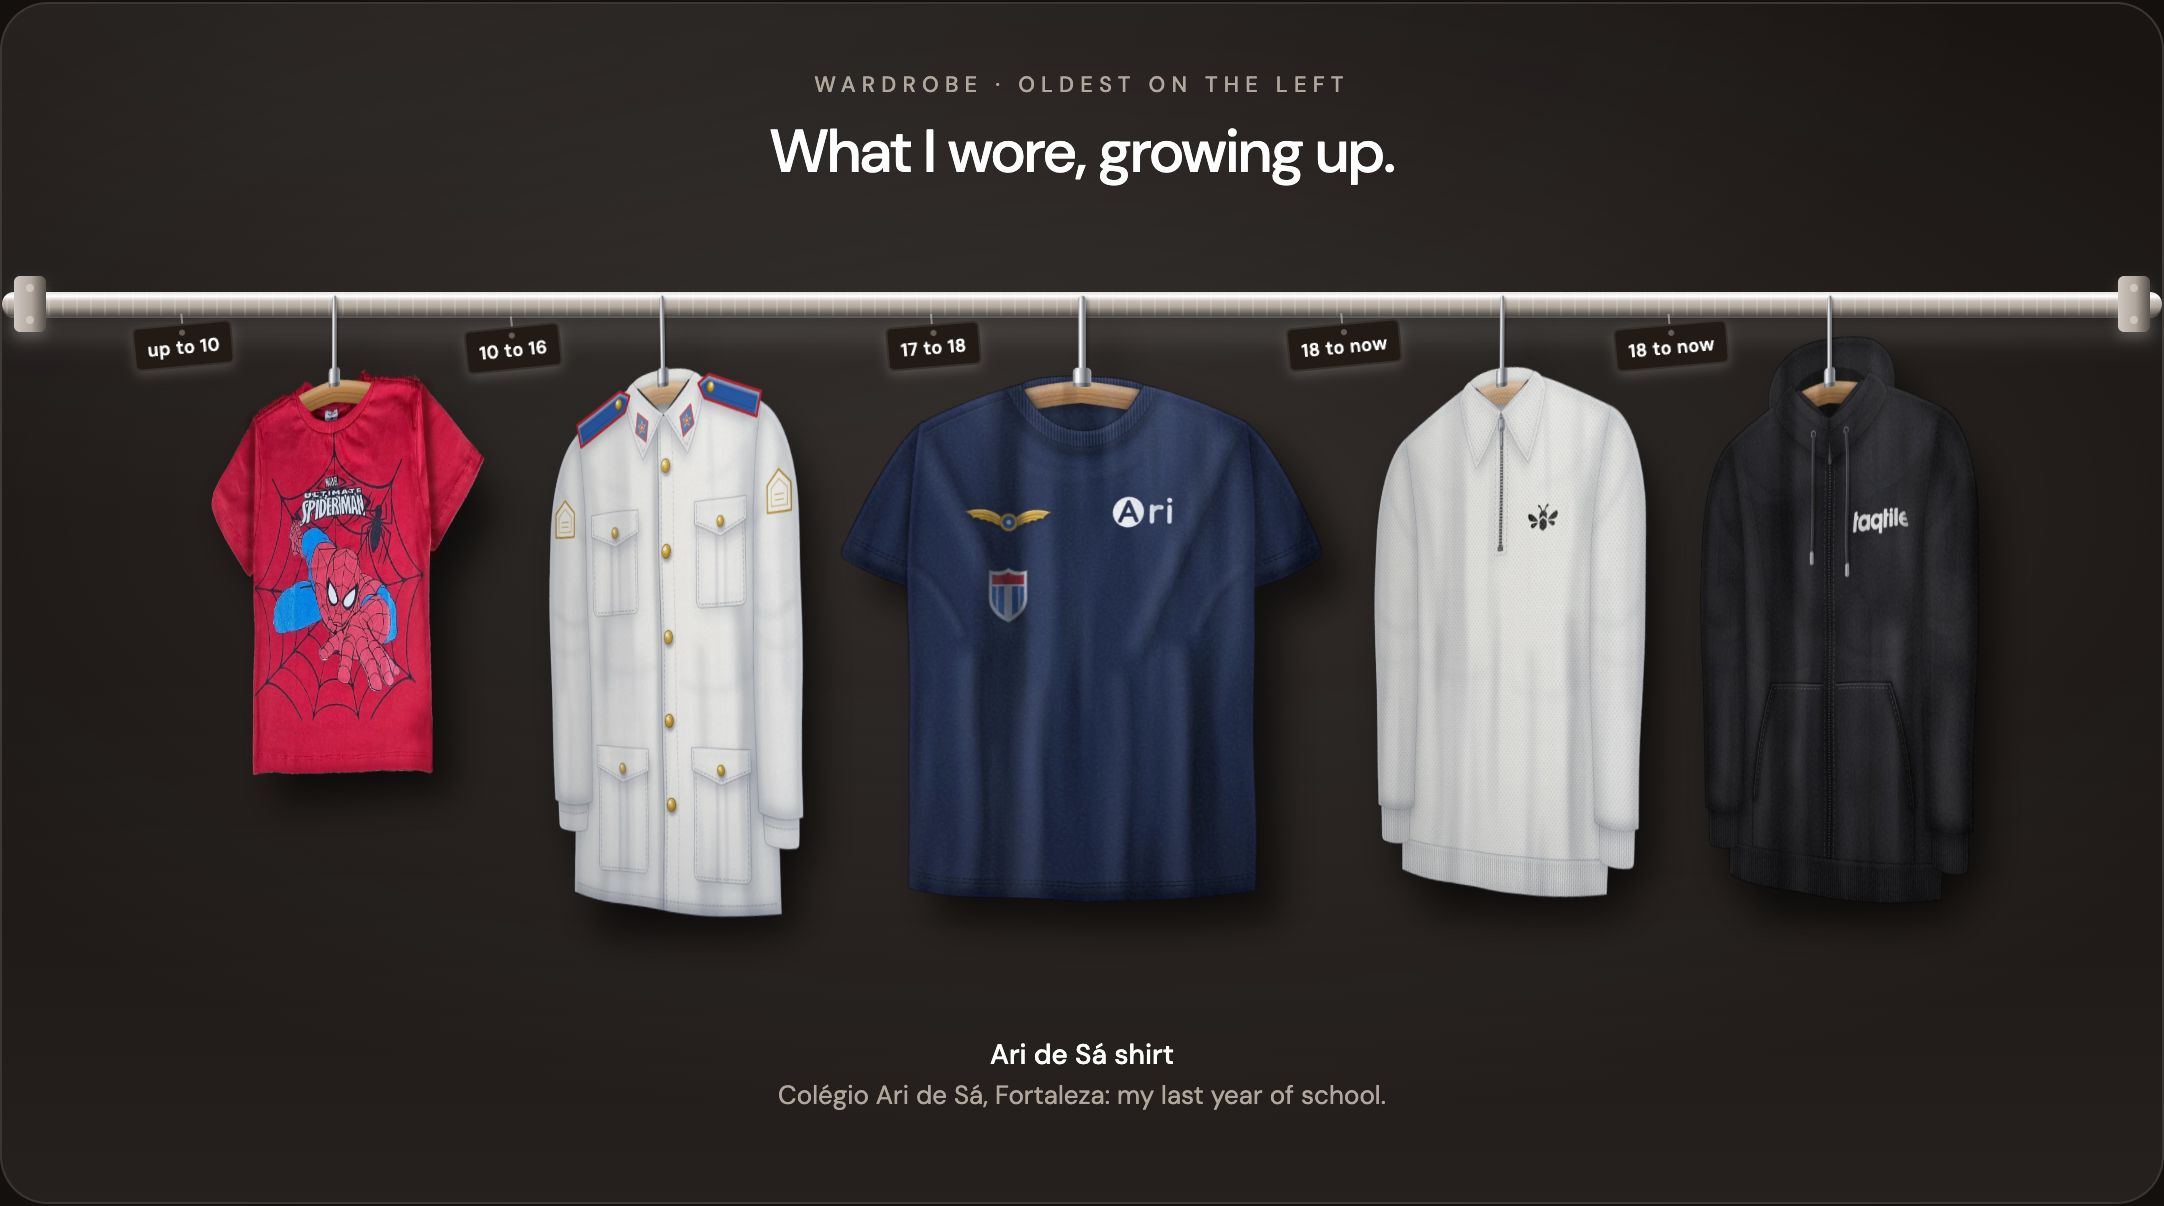 WARDROBE · OLDEST ON THE LEFT
What I wore, growing up.
up to 10
10 to 16
17 to 18
18 to now
18 to now
ULTIMATE
SPIDERMAN
Ari
taqtile
Ari de Sá shirt
Colégio Ari de Sá, Fortaleza: my last year of school.